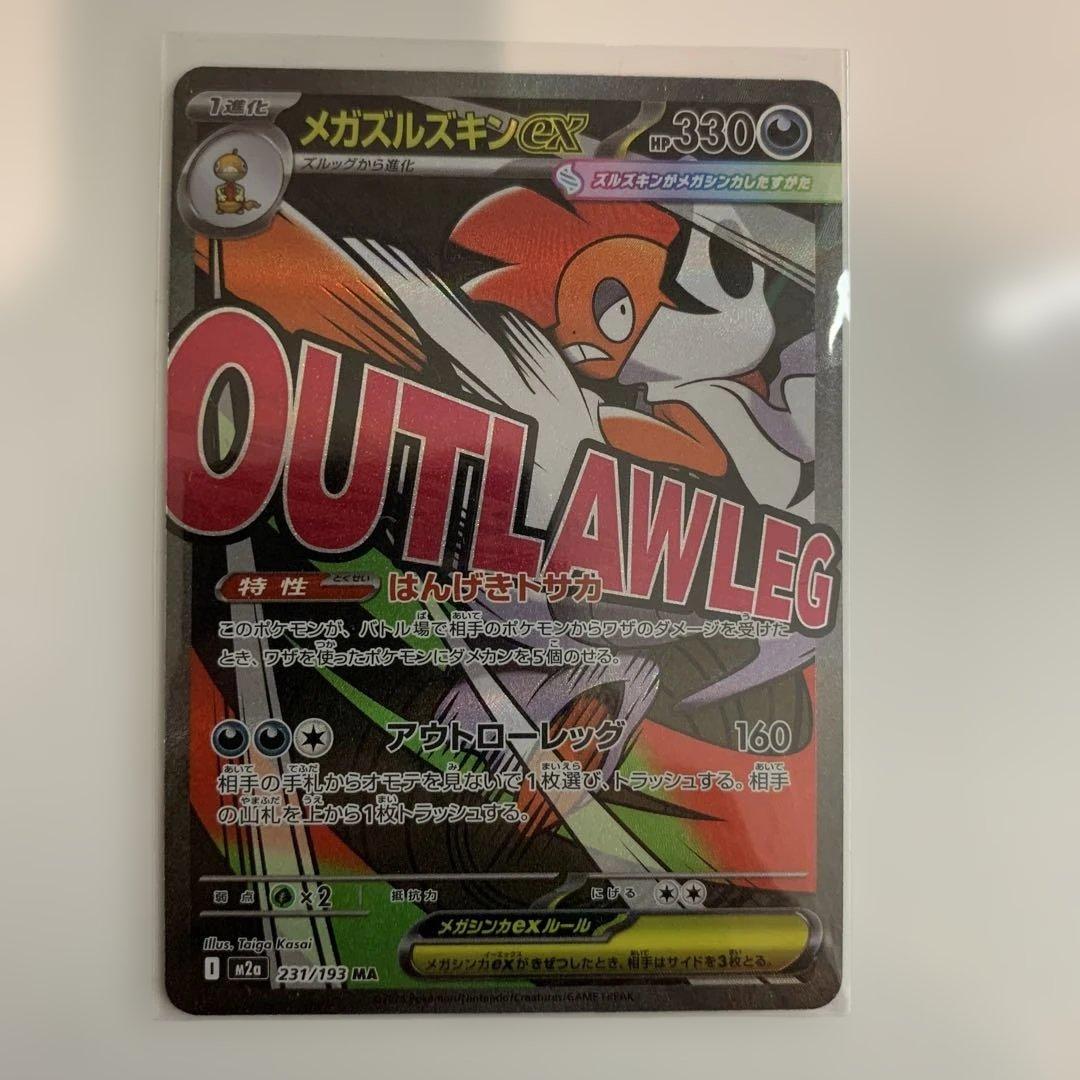 1進化
メガズルズキンex
HP330
ズルッグから進化
ズルズキンがメガシンカしたすがた
OUTLAWLEG
特性
とくせい
はんげきトサカ
このポケモンが、バトル場で相手のポケモンからワザのダメージを受けた
とき、ワザを使ったポケモンにダメカンを5個のせる。
アウトローレッグ 160
相手の手札からオモテを見ないで1枚選び、トラッシュする。相手
の山札を上から1枚トラッシュする。
弱点 ×2 抵抗力 にげる
メガシンカexルール
メガシンカexがきぜつしたとき、相手はサイドを3枚とる。
Illus. Taiga Kasai
I m2a 231/193 MA
©2025 Pokémon/Nintendo/Creatures/GAME FREAK